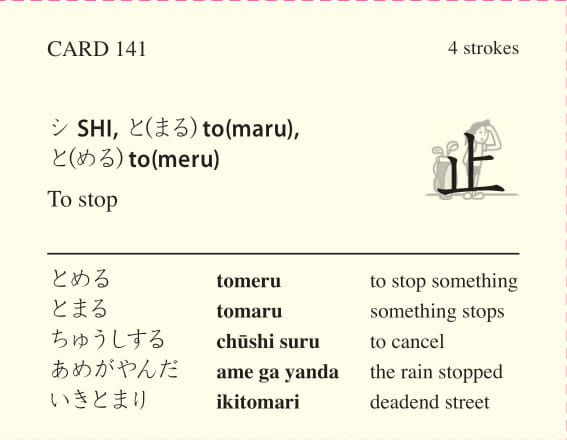 CARD 141 4 strokes
シ SHI, と(まる) to(maru),
と(める) to(meru)
To stop
止
とめる tomeru to stop something
とまる tomaru something stops
ちゅうしする chūshi suru to cancel
あめがやんだ ame ga yanda the rain stopped
いきとまり ikitomari deadend street